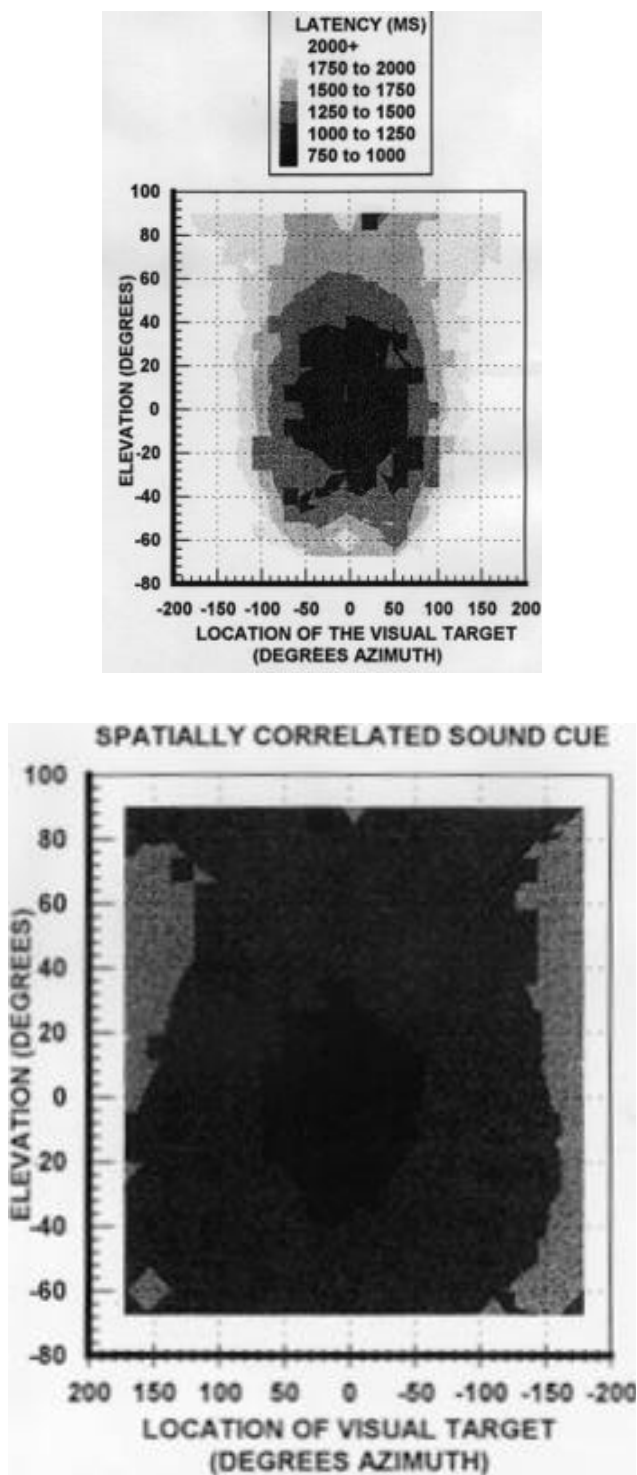 LATENCY (MS)
2000+
1750 to 2000
1500 to 1750
1250 to 1500
1000 to 1250
750 to 1000
100
80
60
40
20
0
-20
-40
-60
-80
ELEVATION (DEGREES)
-200 -150 -100 -50 0 50 100 150 200
LOCATION OF THE VISUAL TARGET
(DEGREES AZIMUTH)
SPATIALLY CORRELATED SOUND CUE
100
80
60
40
20
0
-20
-40
-60
-80
ELEVATION (DEGREES)
200 150 100 50 0 -50 -100 -150 -200
LOCATION OF VISUAL TARGET
(DEGREES AZIMUTH)